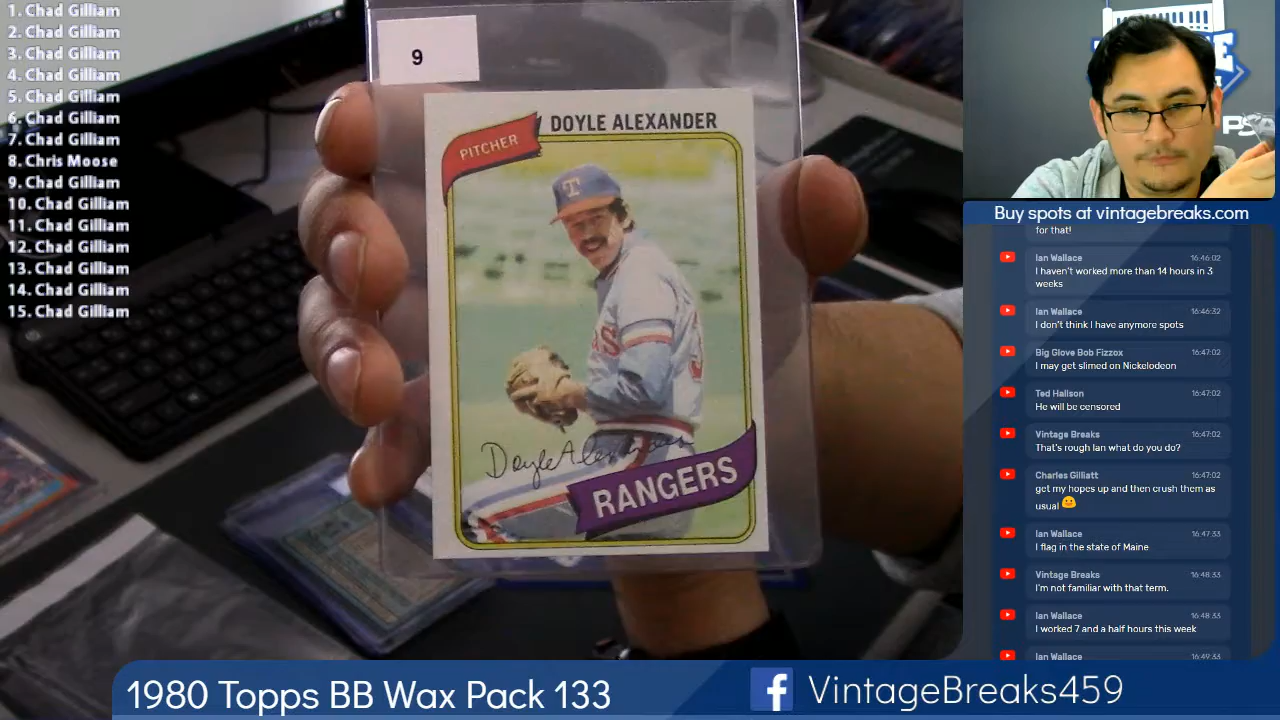 1. Chad Gilliam
2. Chad Gilliam
3. Chad Gilliam
4. Chad Gilliam
5. Chad Gilliam
6. Chad Gilliam
7. Chad Gilliam
8. Chris Moose
9. Chad Gilliam
10. Chad Gilliam
11. Chad Gilliam
12. Chad Gilliam
13. Chad Gilliam
14. Chad Gilliam
15. Chad Gilliam
9
DOYLE ALEXANDER
PITCHER
T
Doyle Alexander
RANGERS
Buy spots at vintagebreaks.com
for that!
Ian Wallace 16:46:02
I haven't worked more than 14 hours in 3
weeks
Ian Wallace 16:46:32
I don't think I have anymore spots
Big Glove Bob Fizzox 16:47:02
I may get slimed on Nickelodeon
Ted Hallson 16:47:02
He will be censored
Vintage Breaks 16:47:02
That's rough Ian what do you do?
Charles Gilliatt 16:47:02
get my hopes up and then crush them as
usual
Ian Wallace 16:47:33
I flag in the state of Maine
Vintage Breaks 16:48:33
I'm not familiar with that term.
Ian Wallace 16:48:33
I worked 7 and a half hours this week
Ian Wallace 16:49:33
1980 Topps BB Wax Pack 133
VintageBreaks459